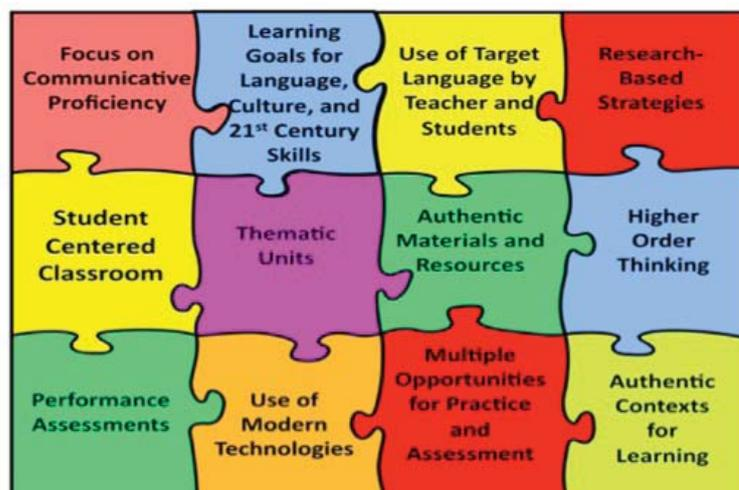 Focus on
Communicative
Proficiency
Learning
Goals for
Language,
Culture, and
21st Century
Skills
Use of Target
Language by
Teacher and
Students
Research-
Based
Strategies
Student
Centered
Classroom
Thematic
Units
Authentic
Materials and
Resources
Higher
Order
Thinking
Performance
Assessments
Use of
Modern
Technologies
Multiple
Opportunities
for Practice
and
Assessment
Authentic
Contexts
for
Learning